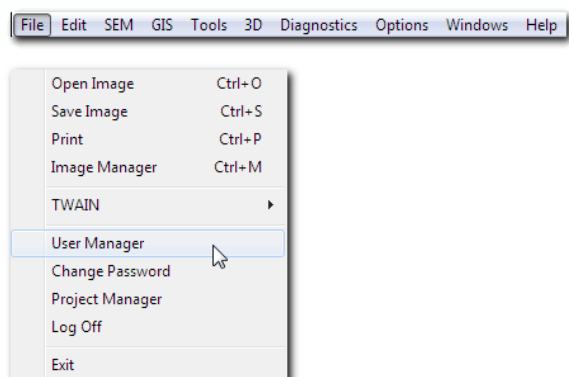 File Edit SEM GIS Tools 3D Diagnostics Options Windows Help
Open Image Ctrl+O
Save Image Ctrl+S
Print Ctrl+P
Image Manager Ctrl+M
TWAIN
User Manager
Change Password
Project Manager
Log Off
Exit